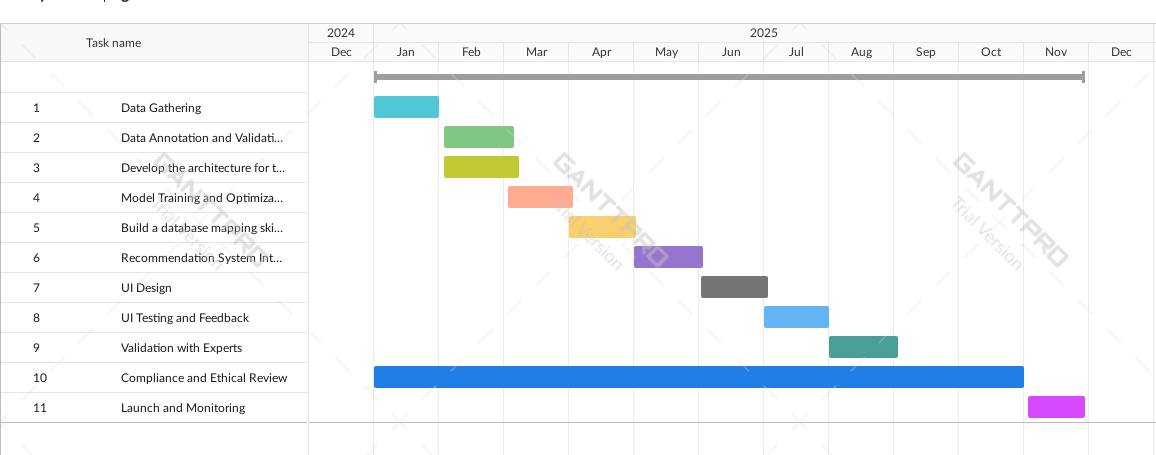 Task name
2024
2025
Dec Jan Feb Mar Apr May Jun Jul Aug Sep Oct Nov Dec
1 Data Gathering
2 Data Annotation and Validati...
3 Develop the architecture for t...
4 Model Training and Optimiza...
5 Build a database mapping ski...
6 Recommendation System Int...
7 UI Design
8 UI Testing and Feedback
9 Validation with Experts
10 Compliance and Ethical Review
11 Launch and Monitoring
GANTTPRO
Trial Version
GANTTPRO
Trial Version
GANTTPRO
Trial Version